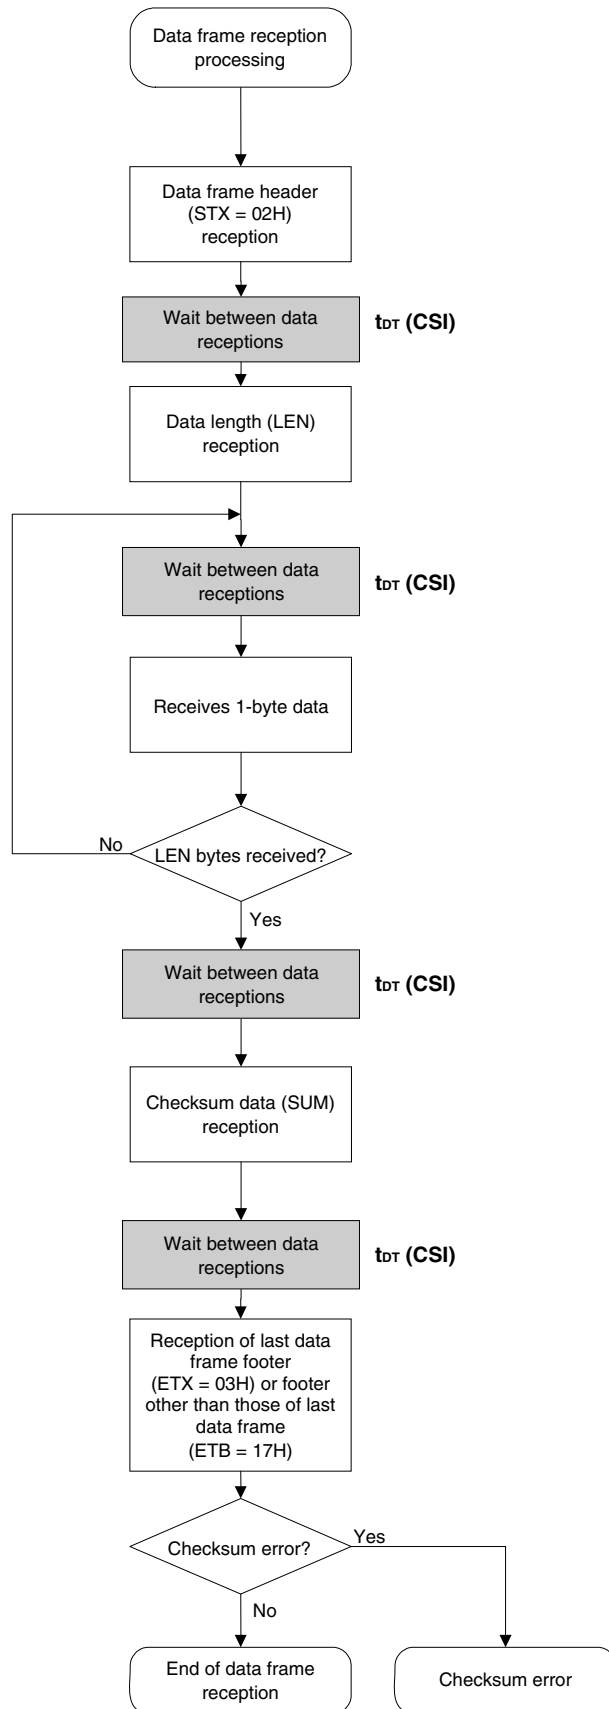 Data frame reception
processing
Data frame header
(STX = 02H)
reception
Wait between data
receptions
tDT (CSI)
Data length (LEN)
reception
Wait between data
receptions
tDT (CSI)
Receives 1-byte data
LEN bytes received?
No
Yes
Wait between data
receptions
tDT (CSI)
Checksum data (SUM)
reception
Wait between data
receptions
tDT (CSI)
Reception of last data
frame footer
(ETX = 03H) or footer
other than those of last
data frame
(ETB = 17H)
Checksum error?
Yes
No
End of data frame
reception
Checksum error